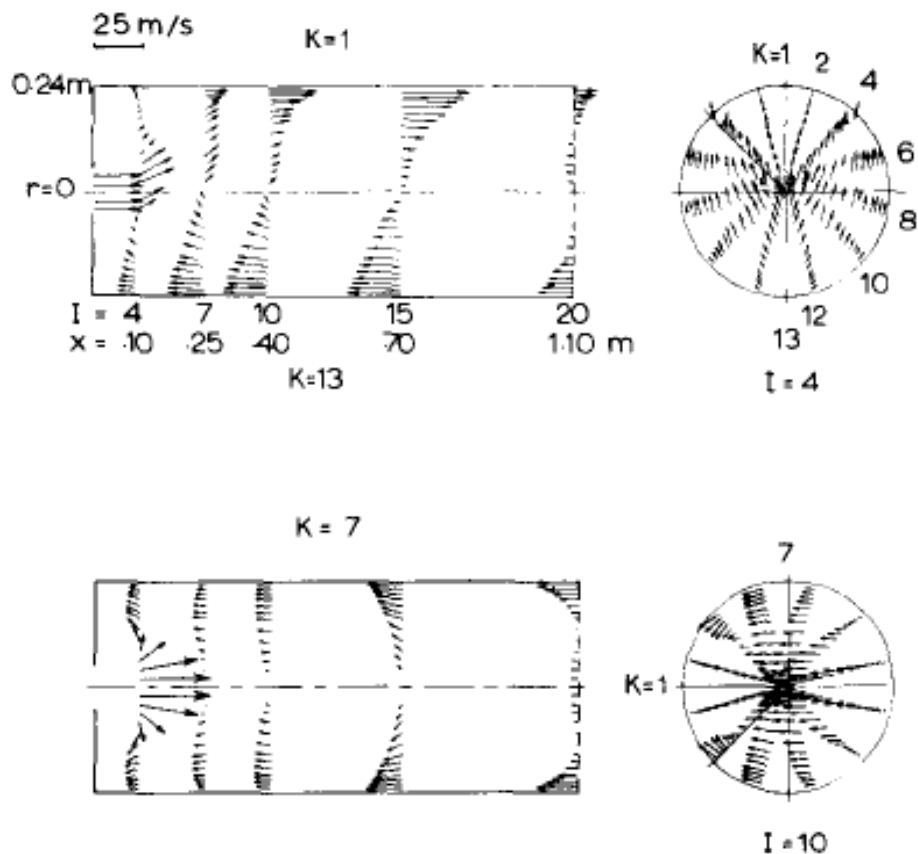 25 m/s
K=1
0.24m
r=0
I = 4 7 10 15 20
x = .10 .25 .40 .70 1.10 m
K=13
K=1 2 4 6 8 10 12 13
I = 4
K = 7
7
K=1
I=10